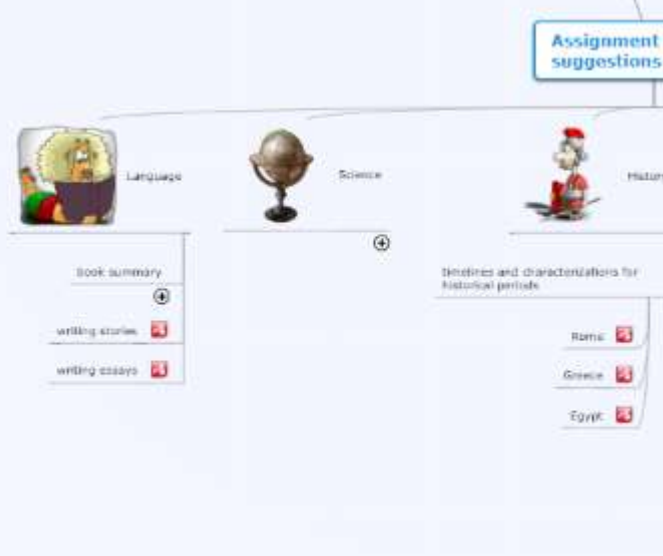 Assignment
suggestions
Language
Science
History
book summary
timelines and characterizations for
historical periods
writing stories
Rome
writing essays
Greece
Egypt